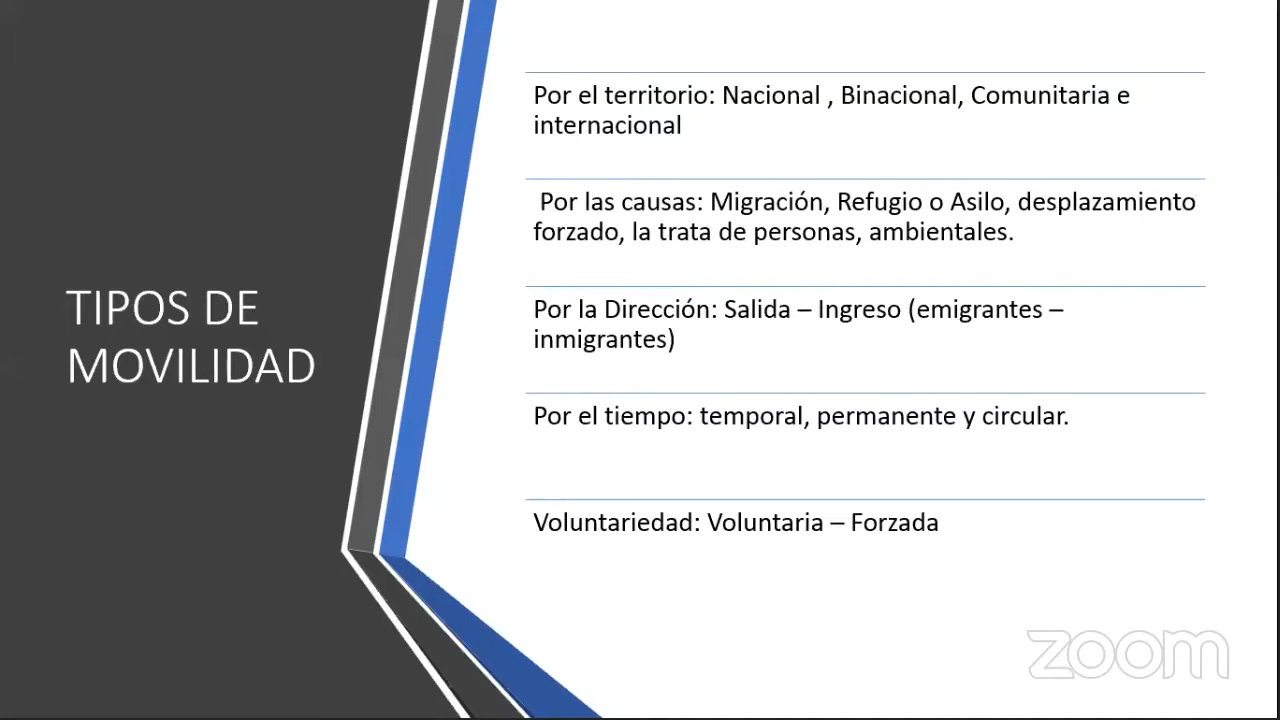 TIPOS DE
MOVILIDAD
Por el territorio: Nacional , Binacional, Comunitaria e
internacional
Por las causas: Migración, Refugio o Asilo, desplazamiento
forzado, la trata de personas, ambientales.
Por la Dirección: Salida – Ingreso (emigrantes –
inmigrantes)
Por el tiempo: temporal, permanente y circular.
Voluntariedad: Voluntaria – Forzada
zoom